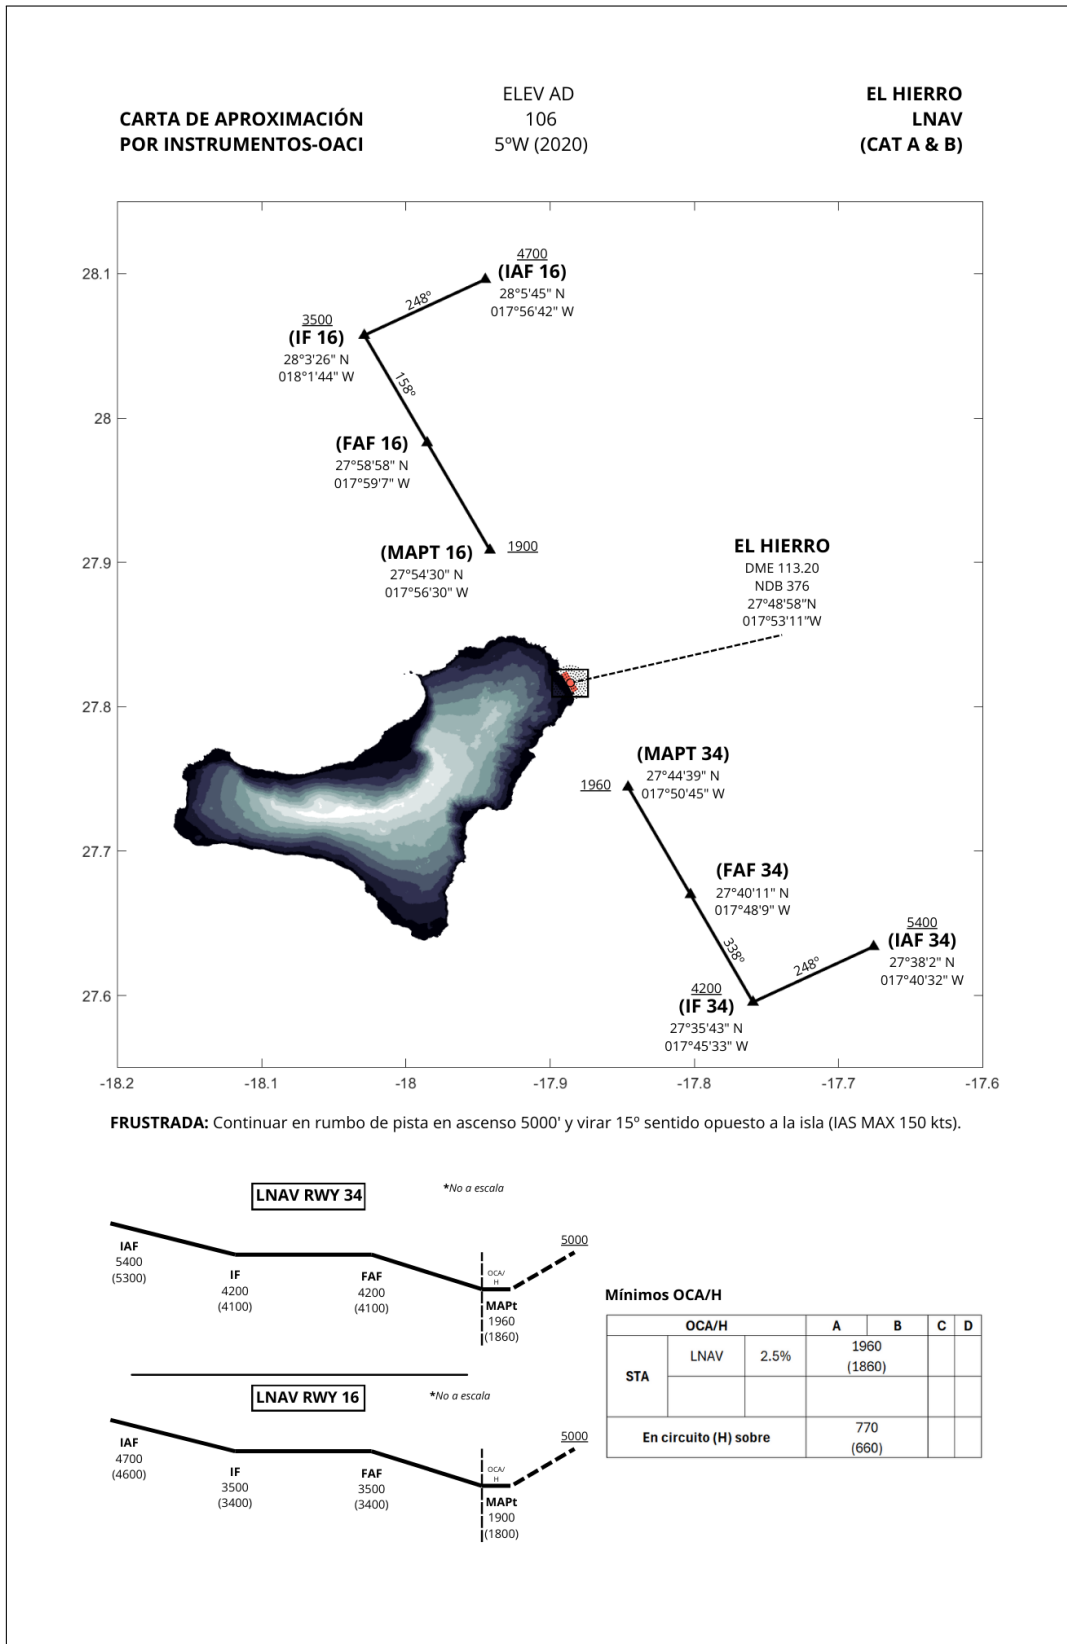 CARTA DE APROXIMACIÓN
POR INSTRUMENTOS-OACI
ELEV AD
106
5ºW (2020)
EL HIERRO
LNAV
(CAT A & B)
28.1
28
27.9
27.8
27.7
27.6
-18.2
-18.1
-18
-17.9
-17.8
-17.7
-17.6
4700
(IAF 16)
28°5'45" N
017°56'42" W
248º
3500
(IF 16)
28°3'26" N
018°1'44" W
158º
(FAF 16)
27°58'58" N
017°59'7" W
(MAPT 16)
27°54'30" N
017°56'30" W
1900
EL HIERRO
DME 113.20
NDB 376
27°48'58"N
017º53'11"W
(MAPT 34)
27°44'39" N
017°50'45" W
1960
(FAF 34)
27°40'11" N
017°48'9" W
338º
5400
(IAF 34)
27°38'2" N
017°40'32" W
248º
4200
(IF 34)
27°35'43" N
017°45'33" W
FRUSTRADA: Continuar en rumbo de pista en ascenso 5000' y virar 15º sentido opuesto a la isla (IAS MAX 150 kts).
LNAV RWY 34
*No a escala
IAF
5400
(5300)
IF
4200
(4100)
FAF
4200
(4100)
OCA/
H
MAPt
1960
(1860)
5000
LNAV RWY 16
*No a escala
IAF
4700
(4600)
IF
3500
(3400)
FAF
3500
(3400)
OCA/
H
MAPt
1900
(1800)
5000
Mínimos OCA/H
OCA/H A B C D
STA LNAV 2.5% 1960
(1860)
En circuito (H) sobre 770
(660)